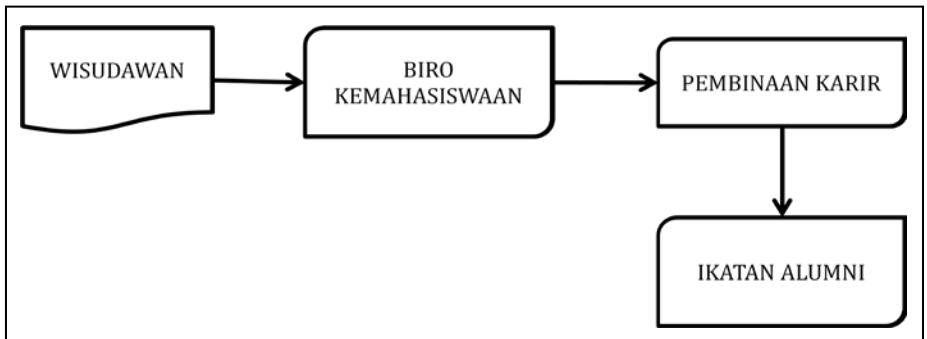 WISUDAWAN
BIRO
KEMAHASISWAAN
PEMBINAAN KARIR
IKATAN ALUMNI